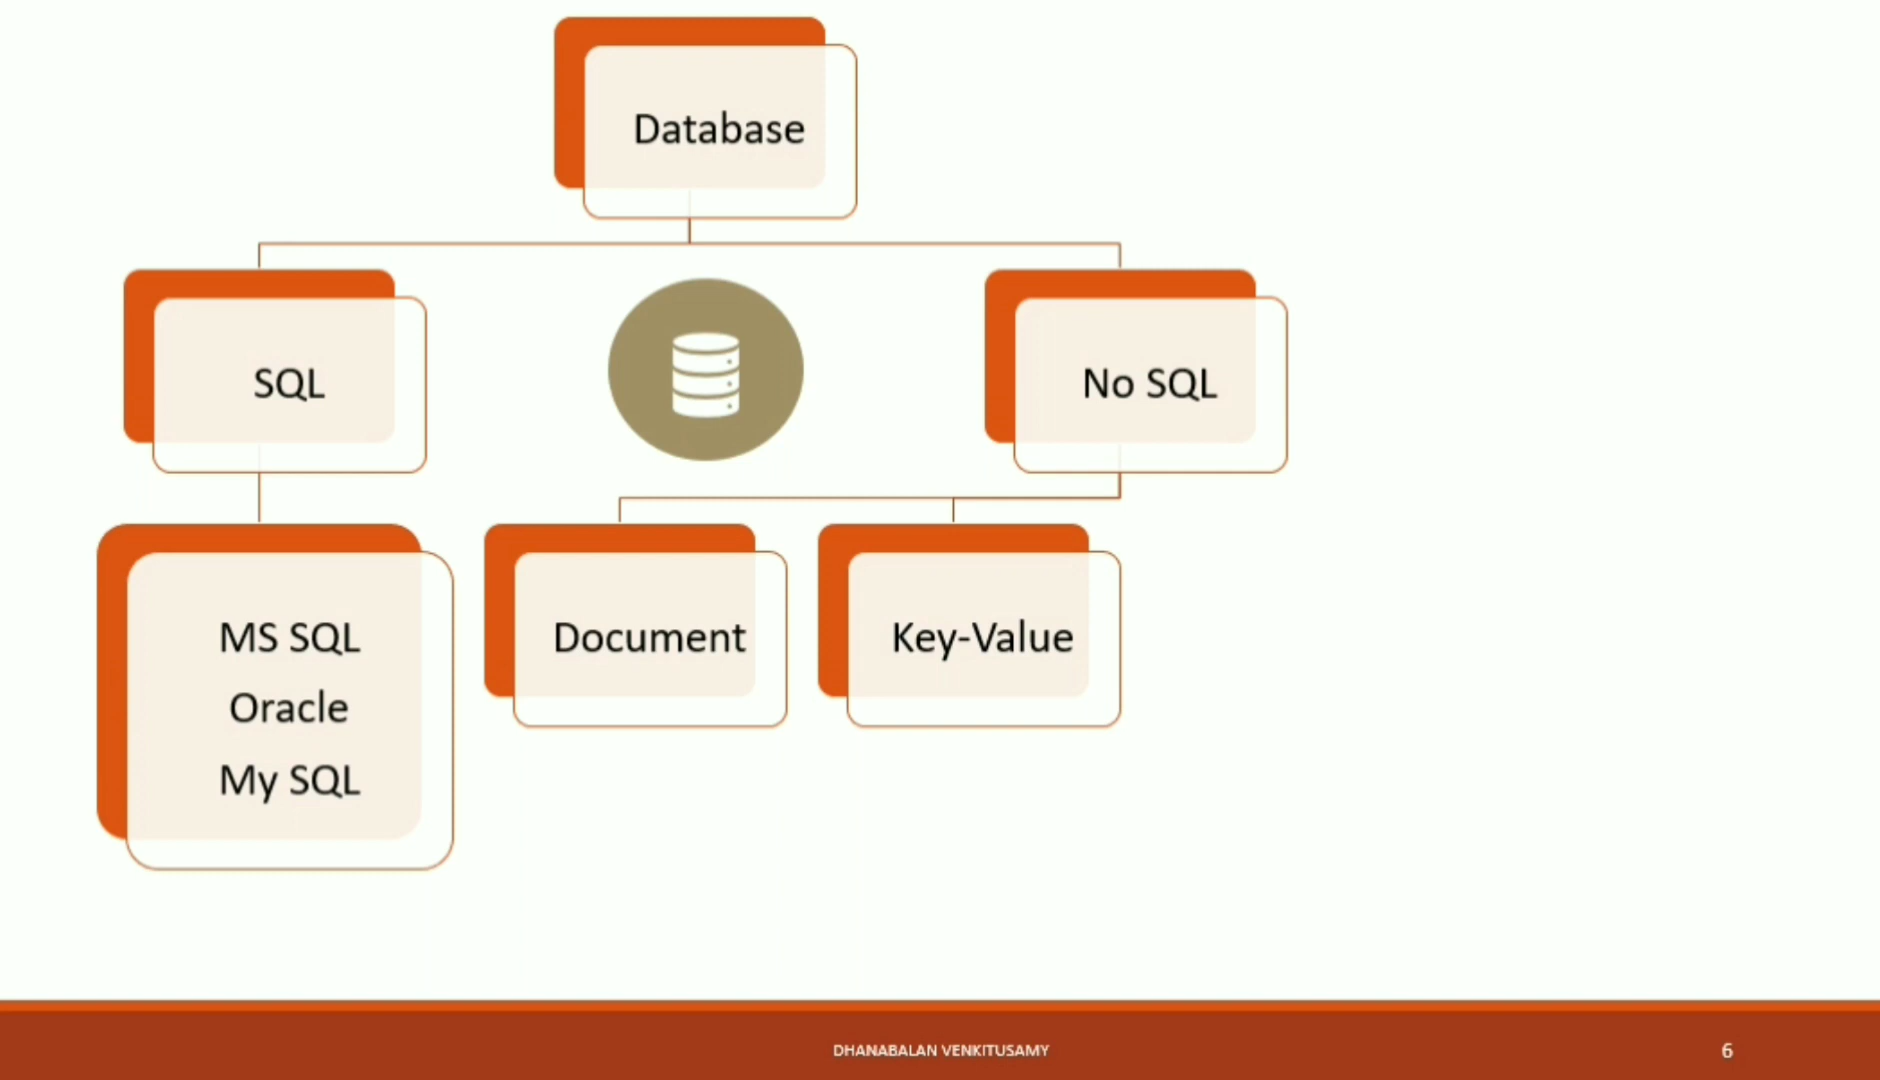 Database
SQL
No SQL
MS SQL
Oracle
My SQL
Document
Key-Value
DHANABALAN VENKITUSAMY
6